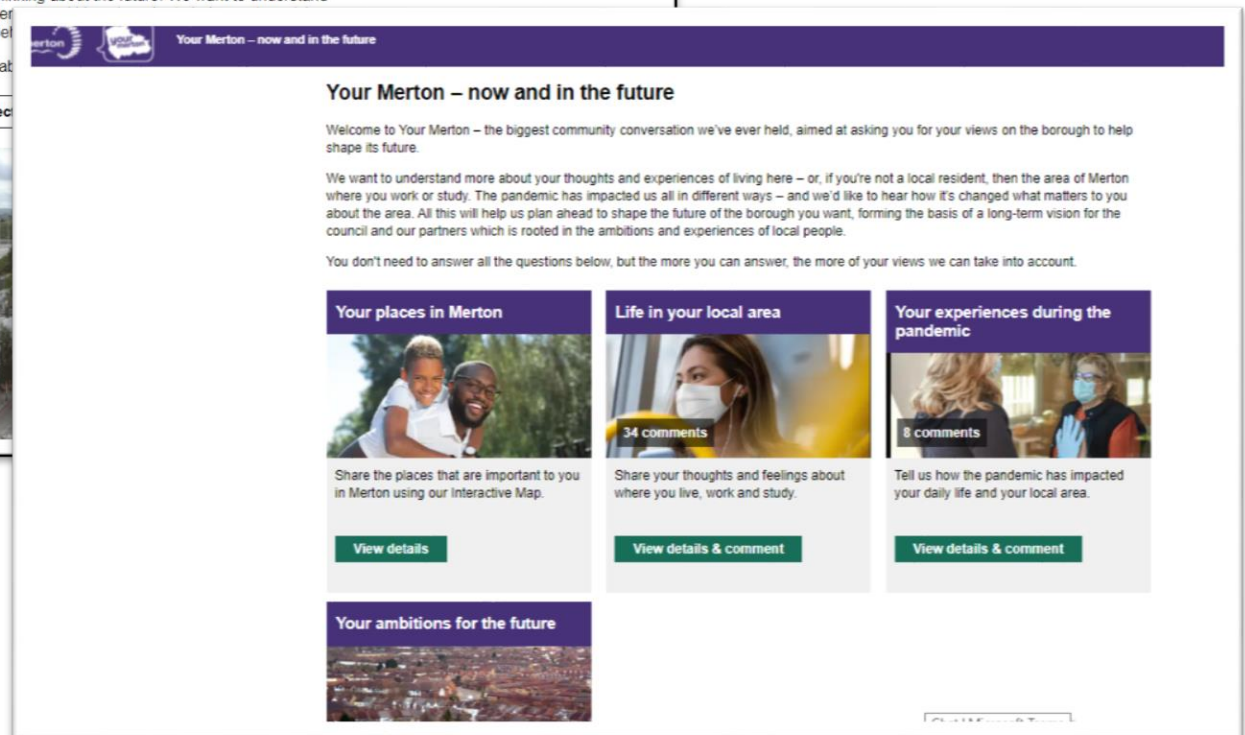 inking about the future. We want to understand
erton
your merton
Your Merton – now and in the future
Your Merton – now and in the future
Welcome to Your Merton – the biggest community conversation we've ever held, aimed at asking you for your views on the borough to help
shape its future.
We want to understand more about your thoughts and experiences of living here – or, if you're not a local resident, then the area of Merton
where you work or study. The pandemic has impacted us all in different ways – and we'd like to hear how it's changed what matters to you
about the area. All this will help us plan ahead to shape the future of the borough you want, forming the basis of a long-term vision for the
council and our partners which is rooted in the ambitions and experiences of local people.
You don't need to answer all the questions below, but the more you can answer, the more of your views we can take into account.
Your places in Merton
Share the places that are important to you
in Merton using our Interactive Map.
View details
Life in your local area
34 comments
Share your thoughts and feelings about
where you live, work and study.
View details & comment
Your experiences during the
pandemic
8 comments
Tell us how the pandemic has impacted
your daily life and your local area.
View details & comment
Your ambitions for the future